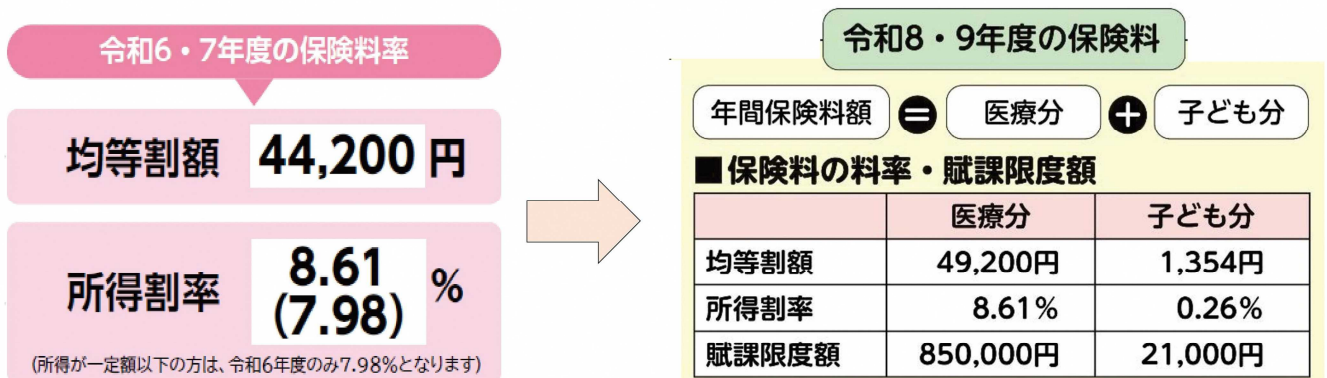 令和6・7年度の保険料率
均等割額 44,200 円
所得割率 8.61 (7.98) %
(所得が一定額以下の方は、令和6年度のみ7.98%となります)
令和8・9年度の保険料
年間保険料額 = 医療分 + 子ども分
■保険料の料率・賦課限度額
医療分 子ども分
均等割額 49,200円 1,354円
所得割率 8.61% 0.26%
賦課限度額 850,000円 21,000円